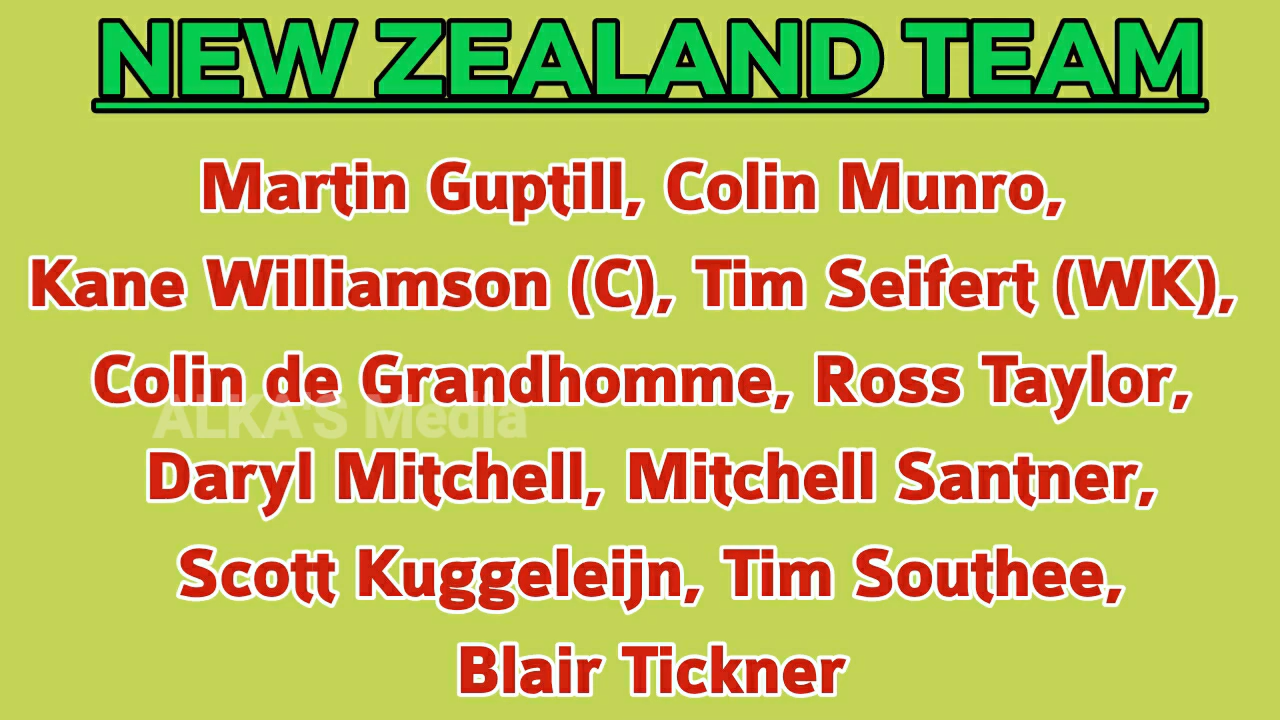 NEW ZEALAND TEAM
Martin Guptill, Colin Munro,
Kane Williamson (C), Tim Seifert (WK),
Colin de Grandhomme, Ross Taylor,
ALKA'S Media
Daryl Mitchell, Mitchell Santner,
Scott Kuggeleijn, Tim Southee,
Blair Tickner